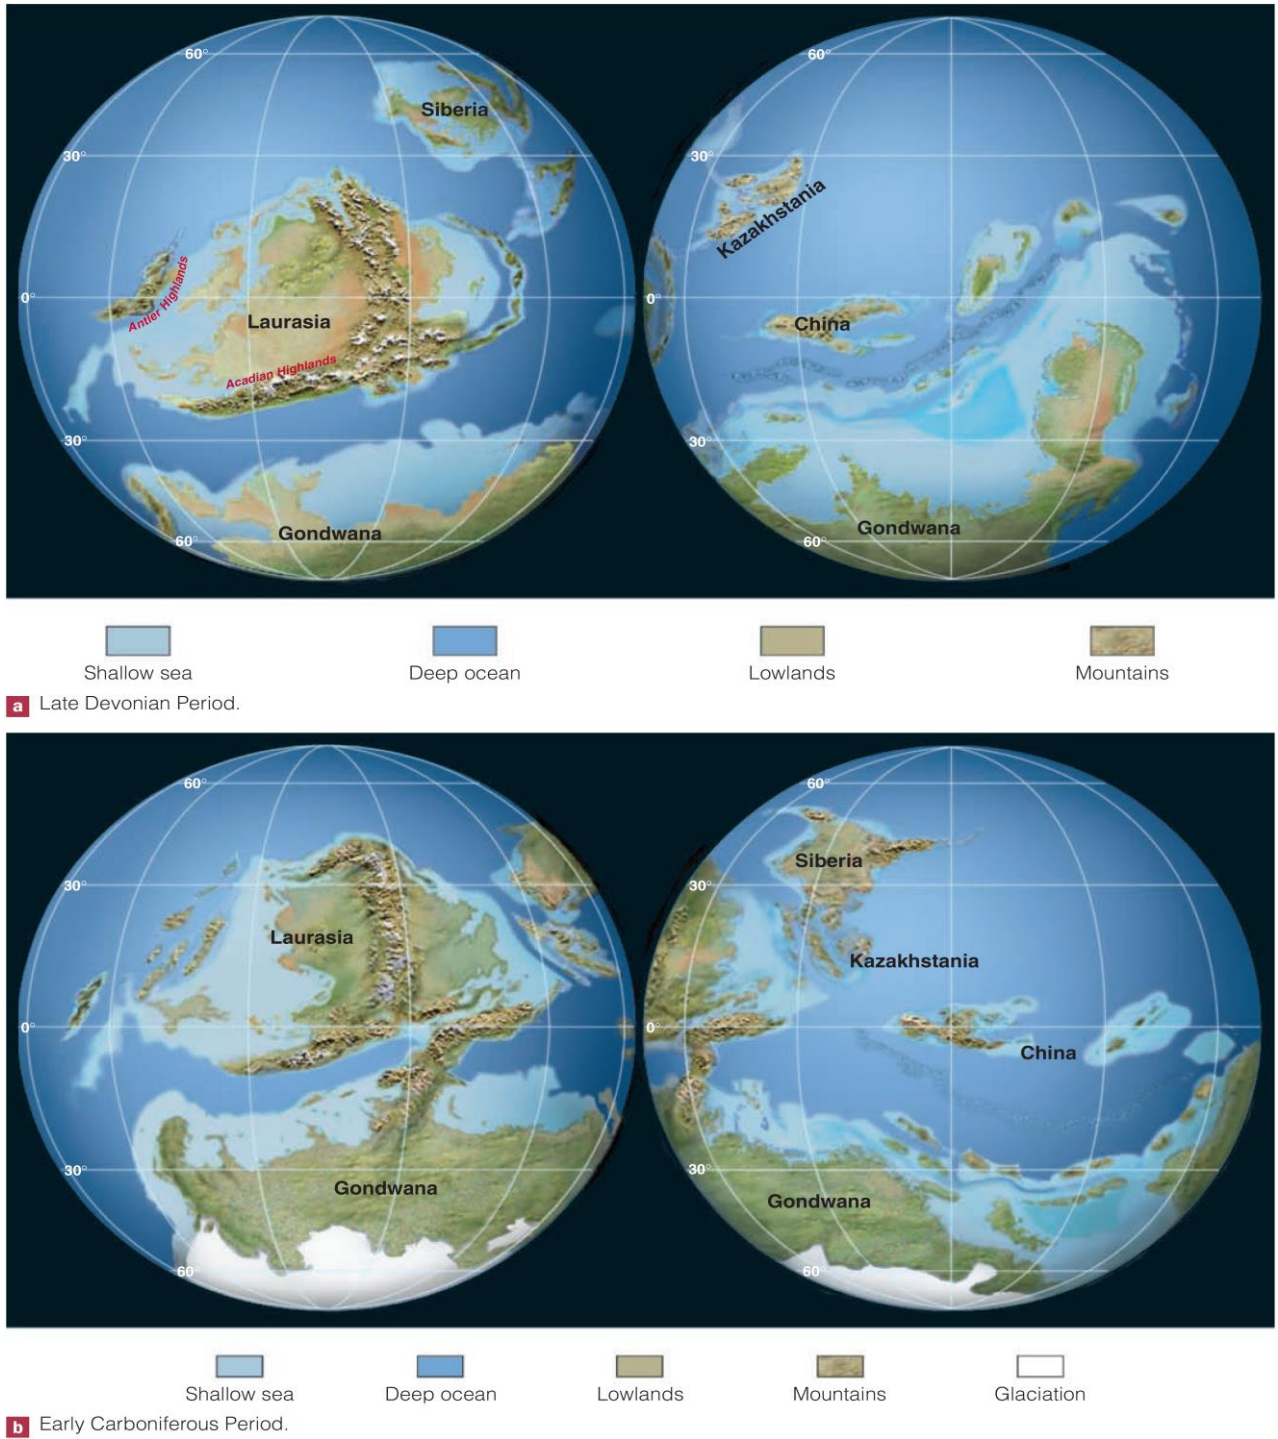 60°
60°
Siberia
30°
30°
Kazakhstania
Antler Highlands
0°
0°
Laurasia
China
Acadian Highlands
30°
30°
Gondwana
Gondwana
60°
60°
Shallow sea
Deep ocean
Lowlands
Mountains
a Late Devonian Period.
60°
60°
Siberia
30°
30°
Laurasia
Kazakhstania
0°
0°
China
30°
30°
Gondwana
Gondwana
60°
60°
Shallow sea
Deep ocean
Lowlands
Mountains
Glaciation
b Early Carboniferous Period.